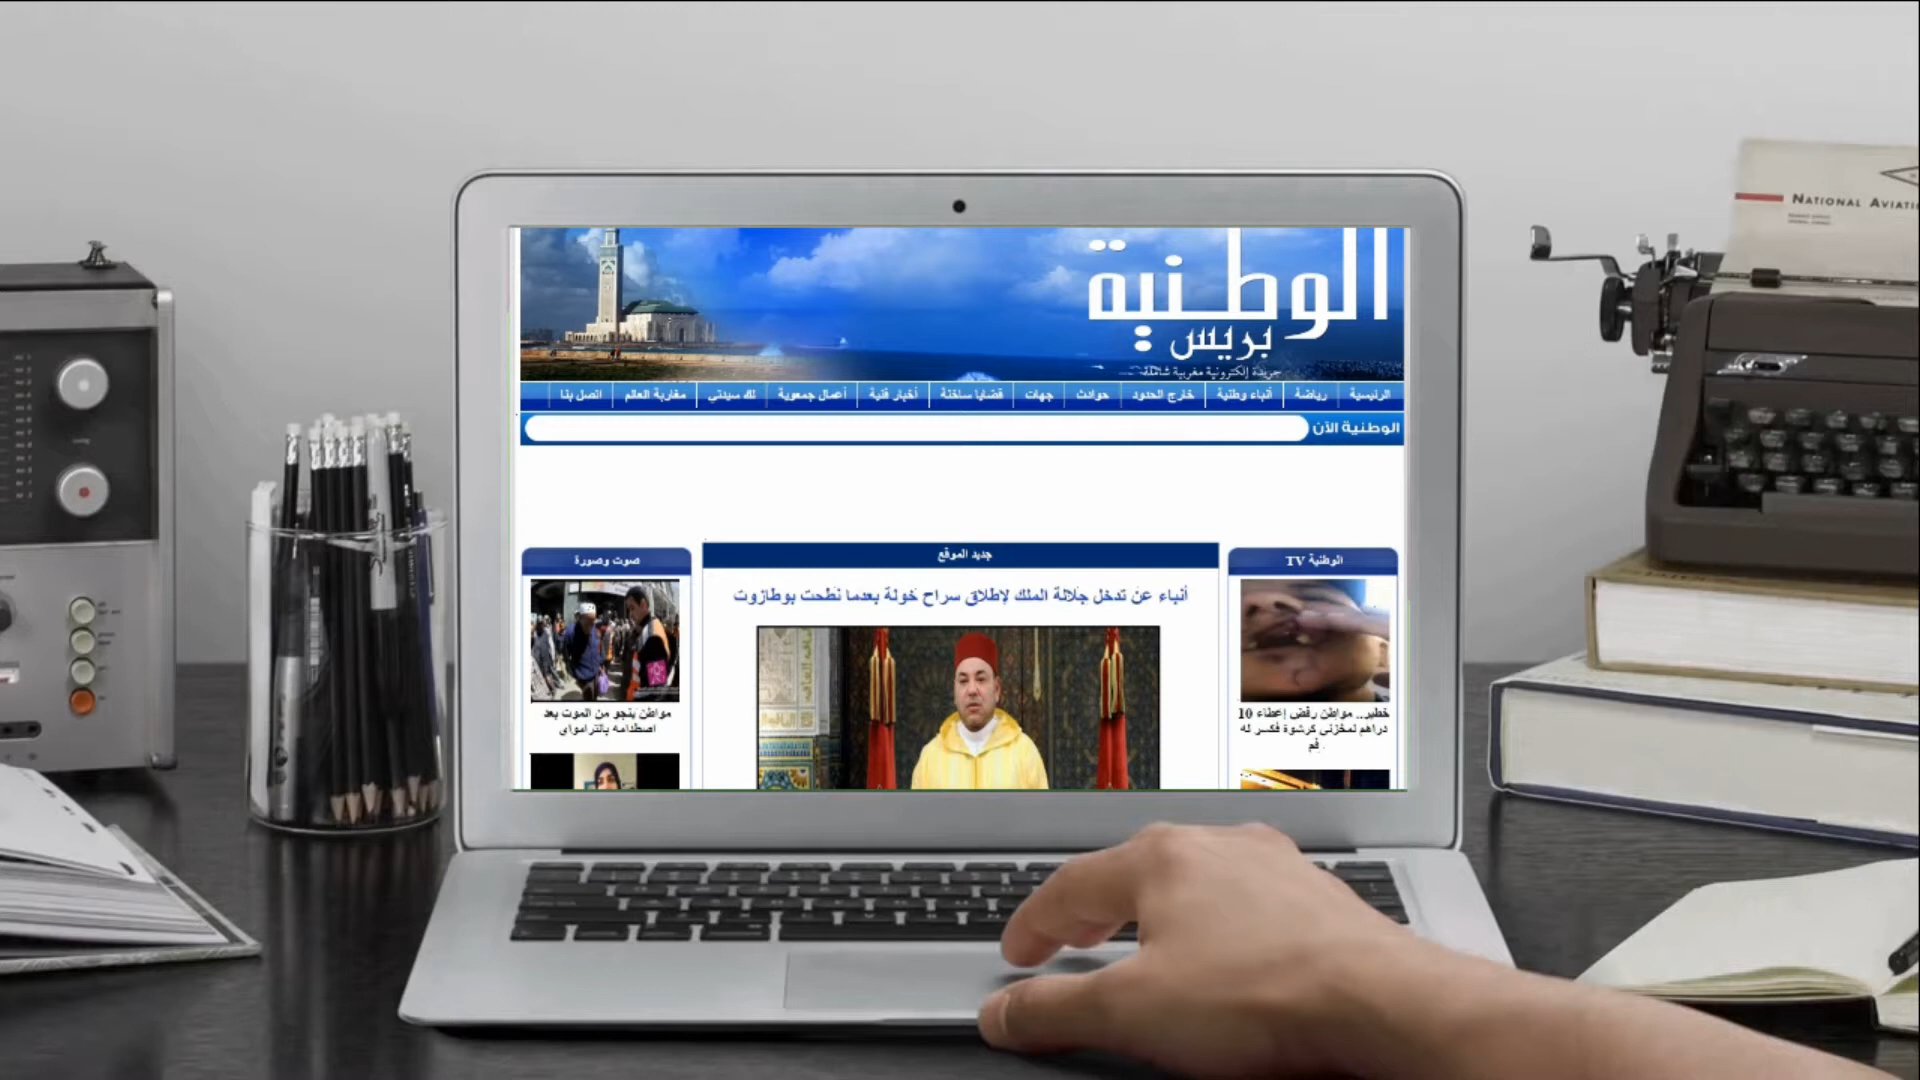 NATIONAL AVIATI
الوطنية
بريس
جريدة إلكترونية مغربية شاملة
الرئيسية رياضة أنباء وطنية خارج الحدود حوادث جهات قضايا ساخنة أخبار فنية أعمال جمعوية لك سيدتي مغاربة العالم اتصل بنا
الوطنية الآن
الوطنية TV
خطير.. مواطن رفض إعطاء 10
دراهم لمخزني كرشوة فكسر له
فم
جديد الموقع
أنباء عن تدخل جلالة الملك لإطلاق سراح خولة بعدما نطحت بوطازوت
صوت وصورة
مواطن ينجو من الموت بعد
اصطدامه بالترامواي